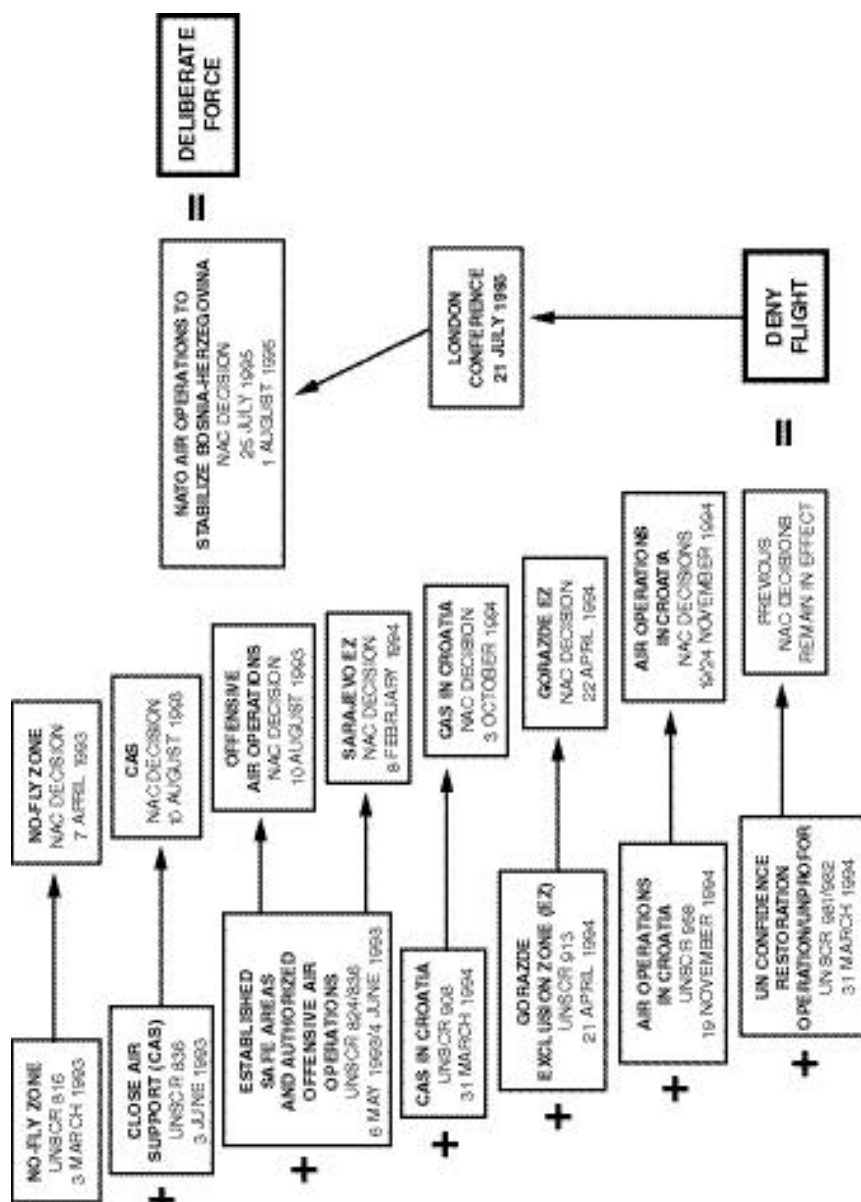 NO-FLY ZONE
UNSCR 816
3 MARCH 1993
NO-FLY ZONE
NAC DECISION
7 APRIL 1993
+
CLOSE AIR
SUPPORT (CAS)
UNSCR 836
3 JUNE 1993
CAS
NAC DECISION
10 AUGUST 1993
+
ESTABLISHED
SAFE AREAS
AND AUTHORIZED
OFFENSIVE AIR
OPERATIONS
UNSCR 824/836
6 MAY 1993/4 JUNE 1993
OFFENSIVE
AIR OPERATIONS
NAC DECISION
10 AUGUST 1993
SARAJEVO EZ
NAC DECISION
8 FEBRUARY 1994
+
CAS IN CROATIA
UNSCR 908
31 MARCH 1994
CAS IN CROATIA
NAC DECISION
3 OCTOBER 1994
+
GORAZDE
EXCLUSION ZONE (EZ)
UNSCR 913
21 APRIL 1994
GORAZDE EZ
NAC DECISION
22 APRIL 1994
+
AIR OPERATIONS
IN CROATIA
UNSCR 958
19 NOVEMBER 1994
AIR OPERATIONS
IN CROATIA
NAC DECISIONS
19/24 NOVEMBER 1994
+
UN CONFIDENCE
RESTORATION
OPERATION/UNPROFOR
UNSCR 981/982
31 MARCH 1994
PREVIOUS
NAC DECISIONS
REMAIN IN EFFECT
=
DENY
FLIGHT
LONDON
CONFERENCE
21 JULY 1995
NATO AIR OPERATIONS TO
STABILIZE BOSNIA-HERZEGOVINA
NAC DECISION
25 JULY 1995
1 AUGUST 1995
=
DELIBERATE
FORCE